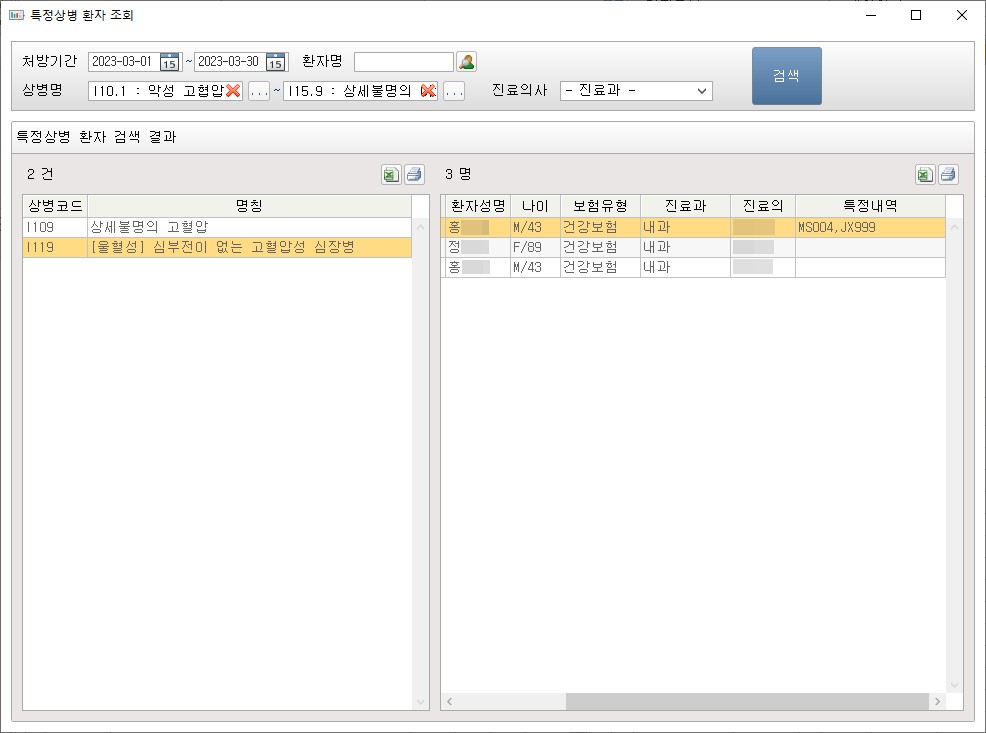 특정상병 환자 조회
처방기간 2023-03-01 15 ~ 2023-03-30 15 환자명
상병명 I10.1 : 악성 고혈압 ... ~ I15.9 : 상세불명의 ... 진료의사 - 진료과 -
검색
특정상병 환자 검색 결과
2 건
상병코드 명칭
I109 상세불명의 고혈압
I119 [울혈성] 심부전이 없는 고혈압성 심장병
3 명
환자성명 나이 보험유형 진료과 진료의 특정내역
홍 M/43 건강보험 내과 MS004,JX999
정 F/89 건강보험 내과
홍 M/43 건강보험 내과